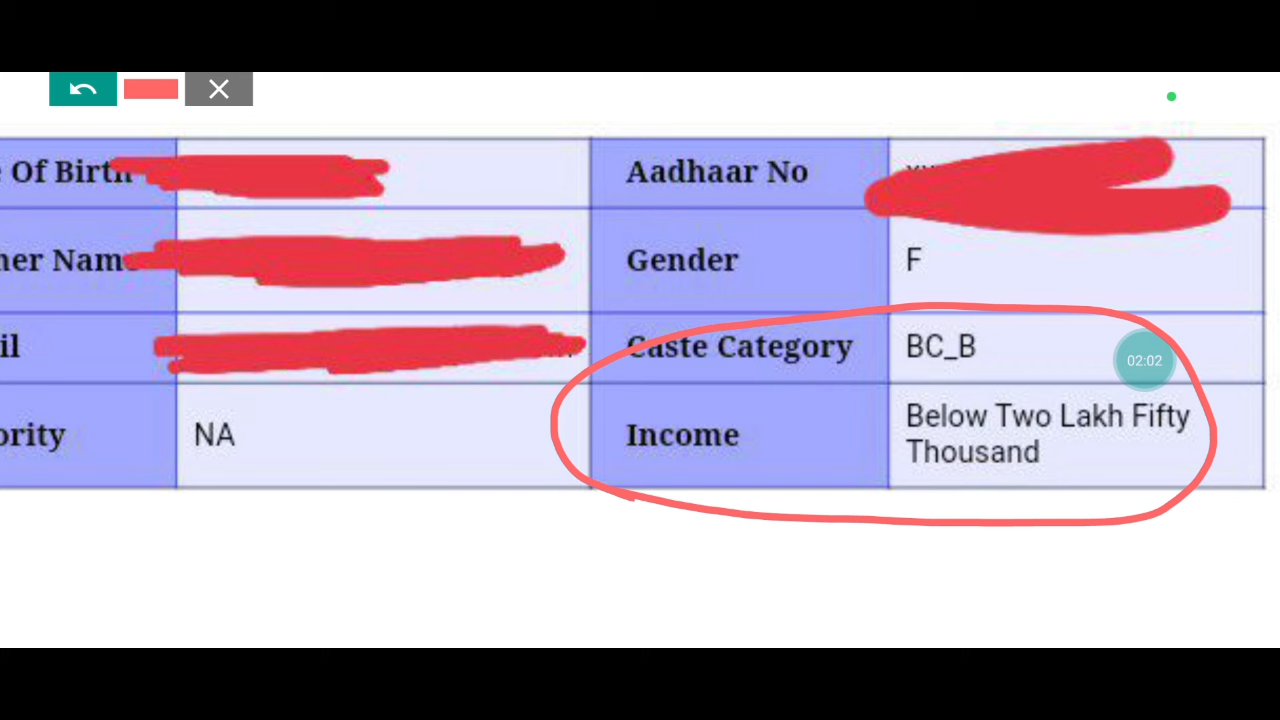 e Of Birth Aadhaar No
her Name Gender F
il Caste Category BC_B 02:02
ority NA Income Below Two Lakh Fifty
Thousand